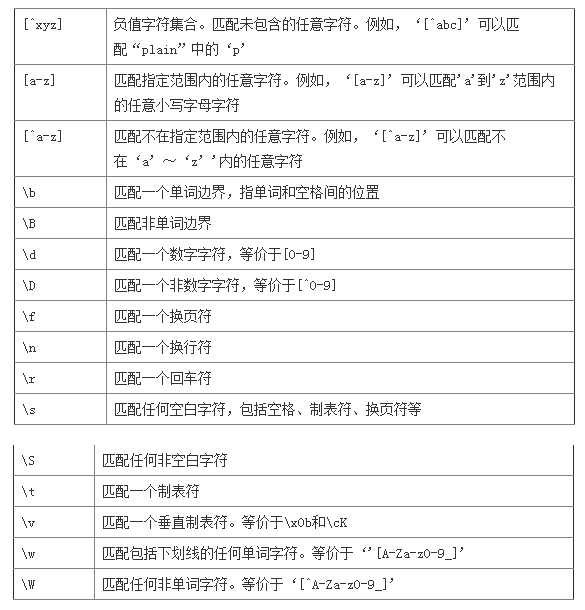 [^xyz] 负值字符集合。匹配未包含的任意字符。例如，‘[^abc]’可以匹
配“plain”中的‘p’
[a-z] 匹配指定范围内的任意字符。例如，‘[a-z]’可以匹配'a'到'z'范围内
的任意小写字母字符
[^a-z] 匹配不在指定范围内的任意字符。例如，‘[^a-z]’可以匹配不
在‘a’～‘z’'内的任意字符
\b 匹配一个单词边界，指单词和空格间的位置
\B 匹配非单词边界
\d 匹配一个数字字符，等价于[0-9]
\D 匹配一个非数字字符，等价于[^0-9]
\f 匹配一个换页符
\n 匹配一个换行符
\r 匹配一个回车符
\s 匹配任何空白字符，包括空格、制表符、换页符等
\S 匹配任何非空白字符
\t 匹配一个制表符
\v 匹配一个垂直制表符。等价于\x0b和\cK
\w 匹配包括下划线的任何单词字符。等价于‘'[A-Za-z0-9_]’
\W 匹配任何非单词字符。等价于‘[^A-Za-z0-9_]’